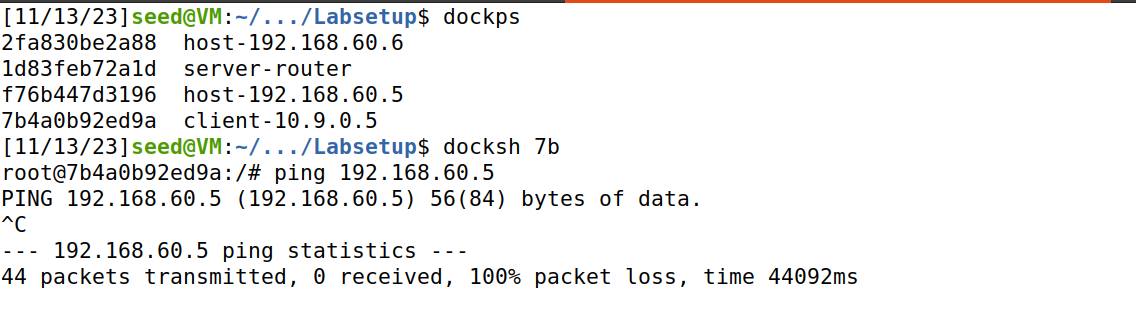 [11/13/23]seed@VM:~/.../Labsetup$ dockps
2fa830be2a88  host-192.168.60.6
1d83feb72a1d  server-router
f76b447d3196  host-192.168.60.5
7b4a0b92ed9a  client-10.9.0.5
[11/13/23]seed@VM:~/.../Labsetup$ docksh 7b
root@7b4a0b92ed9a:/# ping 192.168.60.5
PING 192.168.60.5 (192.168.60.5) 56(84) bytes of data.
^C
--- 192.168.60.5 ping statistics ---
44 packets transmitted, 0 received, 100% packet loss, time 44092ms